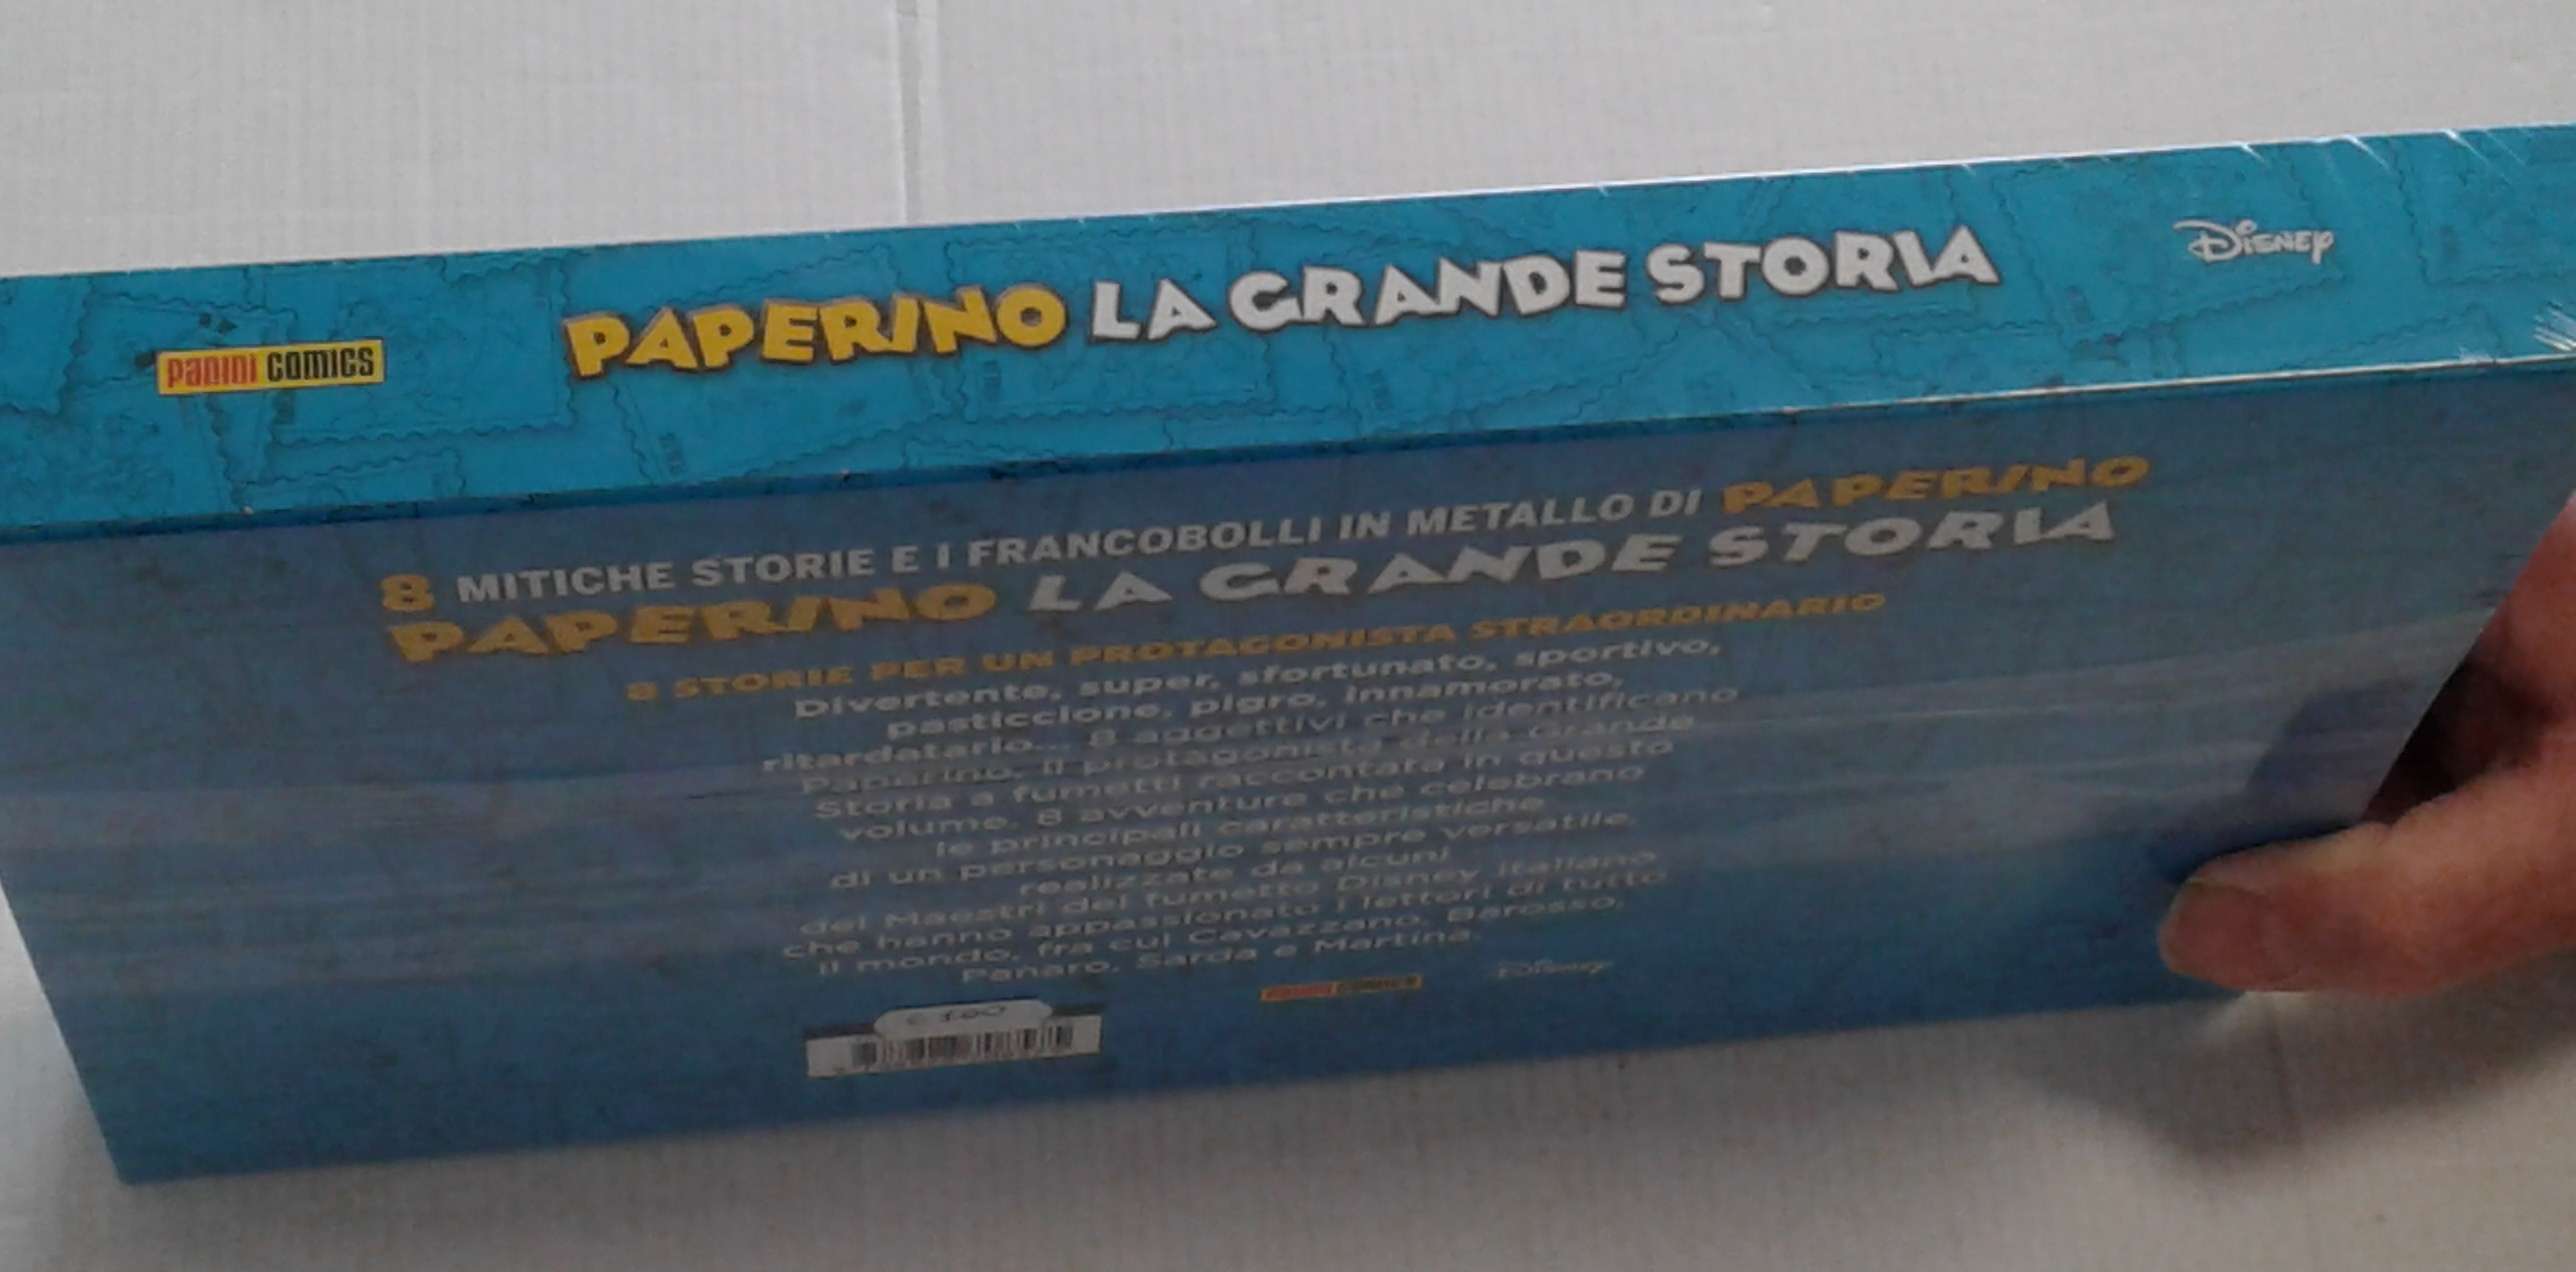 PANINI COMICS
PAPERINO LA GRANDE STORIA
Disney
8 MITICHE STORIE E I FRANCOBOLLI IN METALLO DI PAPERINO
PAPERINO LA GRANDE STORIA
8 STORIE PER UN PROTAGONISTA STRAORDINARIO
Divertente, super, sfortunato, sportivo,
pasticcione, pigro, innamorato,
ritardatario... 8 aggettivi che identificano
Paperino, il protagonista della Grande
Storia a fumetti raccontata in questo
volume. 8 avventure che celebrano
le principali caratteristiche
di un personaggio sempre versatile,
realizzate da alcuni
dei Maestri del fumetto Disney italiano
che hanno appassionato i lettori di tutto
il mondo, fra cui Cavazzano, Barosso,
Panaro, Sarda e Martina.
PANINI COMICS
Disney